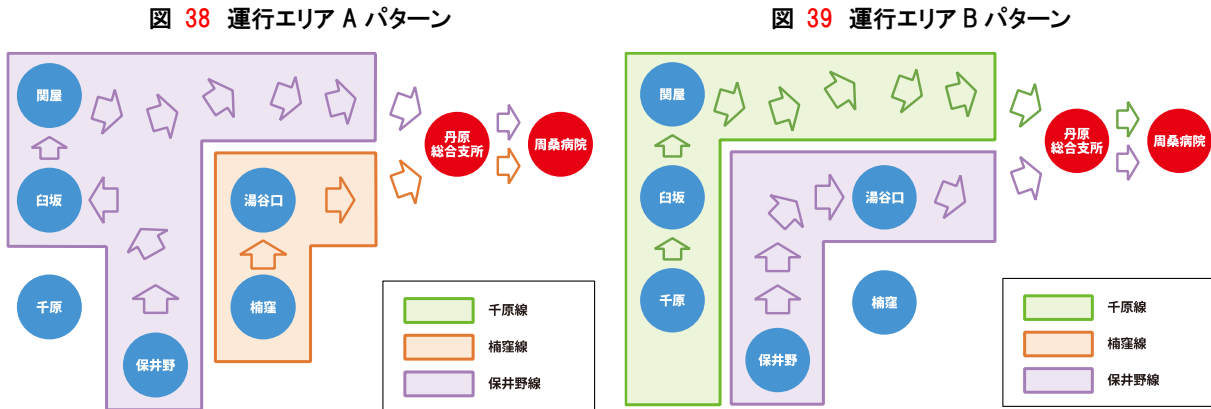 図 38 運行エリア A パターン
関屋
丹原
総合支所
周桑病院
臼坂
湯谷口
千原
楠窪
保井野
千原線
楠窪線
保井野線
図 39 運行エリア B パターン
関屋
丹原
総合支所
周桑病院
臼坂
湯谷口
千原
楠窪
保井野
千原線
楠窪線
保井野線